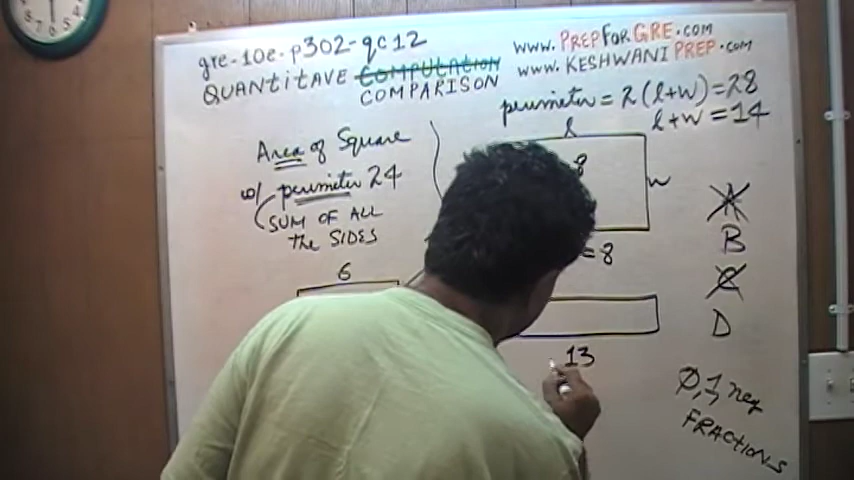 gre-10e-p302-qc12
QUANTITAVE COMPUTATION
COMPARISON
www. PREPFORGRE.com
www. KESHWANIPREP.com
perimeter = 2(l+w) = 28
l+w = 14
Area of Square
w/ perimeter 24
SUM OF ALL
the SIDES
6
l
8
w
= 8
13
A
B
C
D
0, 1, neg
FRACTIONS